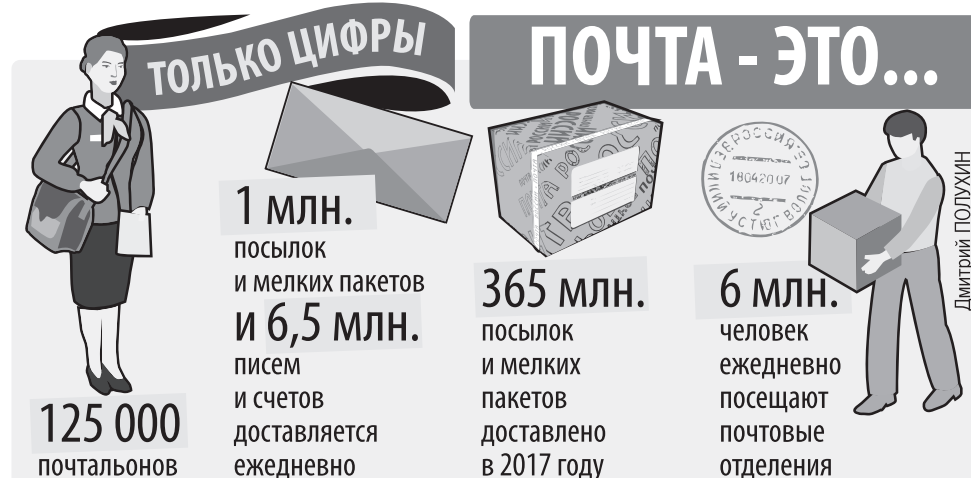 ТОЛЬКО ЦИФРЫ
ПОЧТА - ЭТО...
125 000
почтальонов
1 млн.
посылок
и мелких пакетов
и 6,5 млн.
писем
и счетов
доставляется
ежедневно
365 млн.
посылок
и мелких
пакетов
доставлено
в 2017 году
18042007
2
6 млн.
человек
ежедневно
посещают
почтовые
отделения
Дмитрий ПОЛУХИН